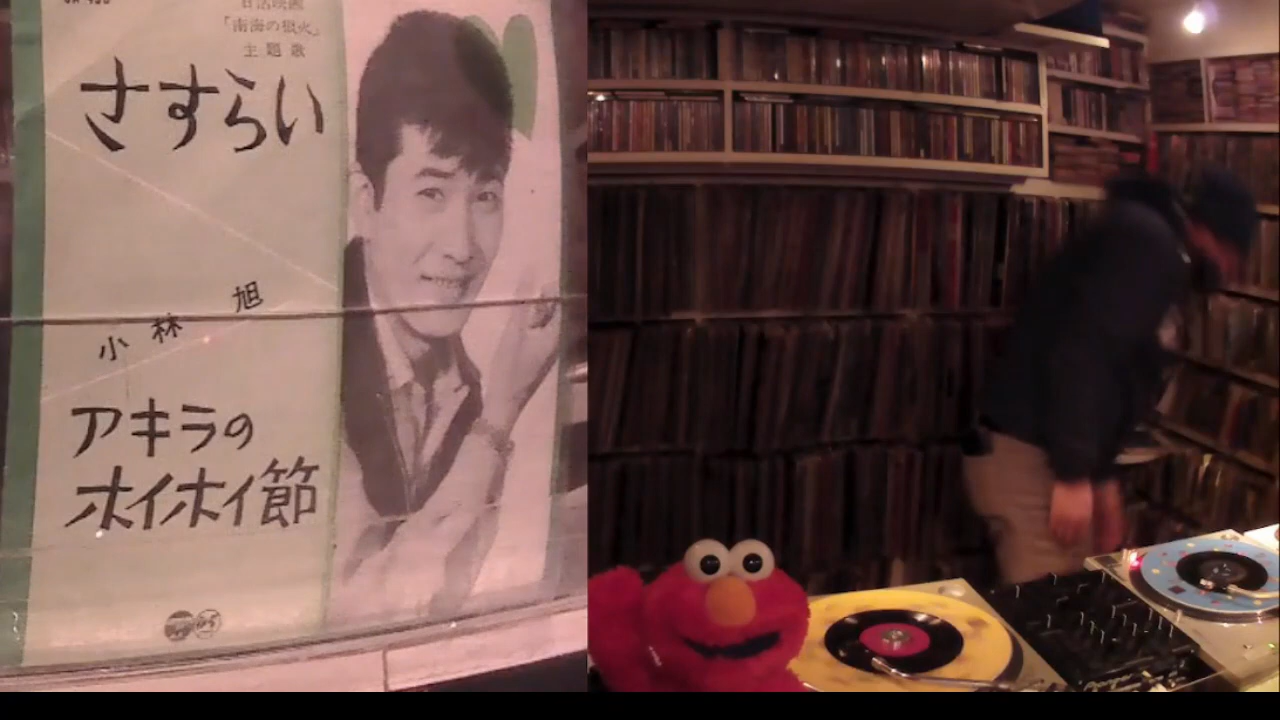 日活映画
「南海の狼火」
主題歌
さすらい
小林旭
アキラの
ホイホイ節